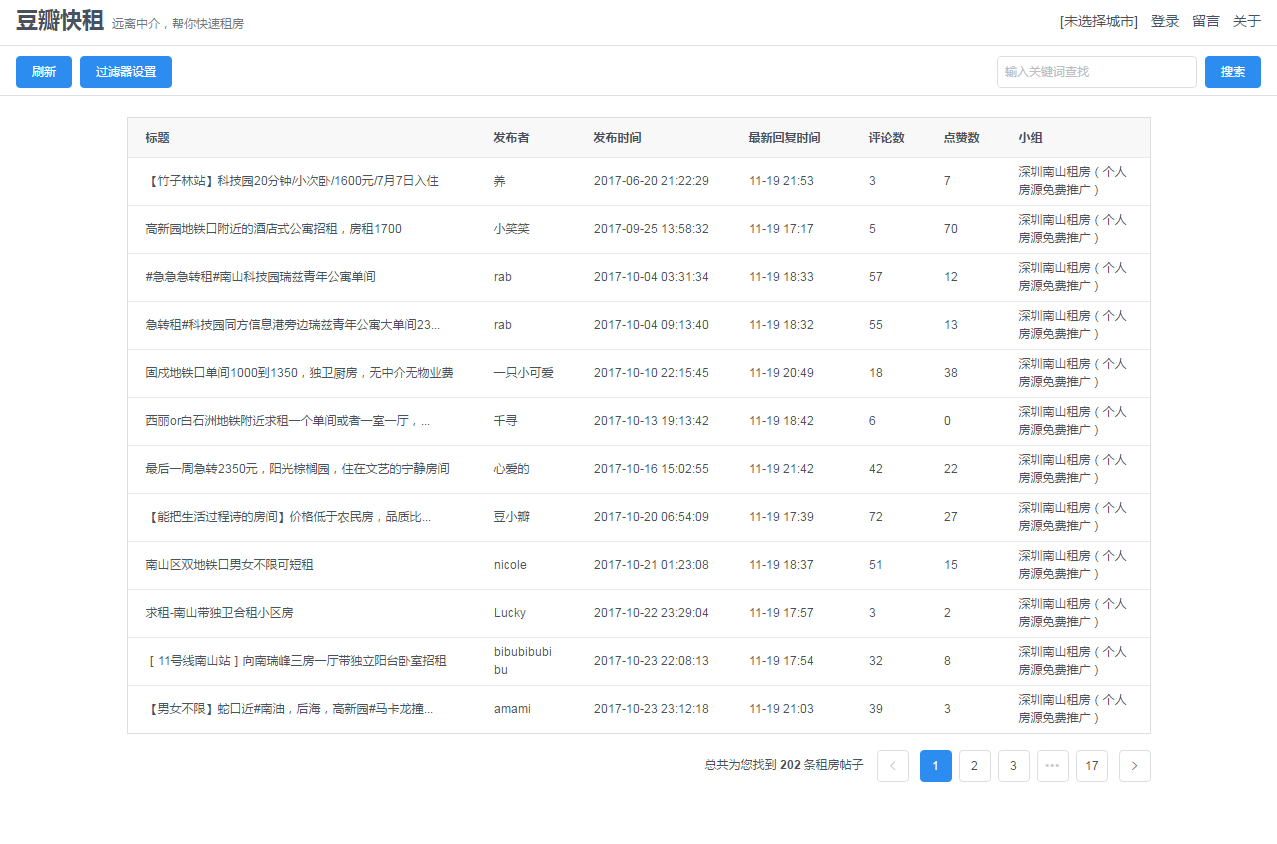 豆瓣快租 远离中介，帮你快速租房 [未选择城市] 登录 留言 关于
刷新 过滤器设置 输入关键词查找 搜索
标题 发布者 发布时间 最新回复时间 评论数 点赞数 小组
【竹子林站】科技园20分钟/小次卧/1600元/7月7日入住 养 2017-06-20 21:22:29 11-19 21:53 3 7 深圳南山租房（个人
房源免费推广）
高新园地铁口附近的酒店式公寓招租，房租1700 小笑笑 2017-09-25 13:58:32 11-19 17:17 5 70 深圳南山租房（个人
房源免费推广）
#急急急转租#南山科技园瑞兹青年公寓单间 rab 2017-10-04 03:31:34 11-19 18:33 57 12 深圳南山租房（个人
房源免费推广）
急转租#科技园同方信息港旁边瑞兹青年公寓大单间23... rab 2017-10-04 09:13:40 11-19 18:32 55 13 深圳南山租房（个人
房源免费推广）
固戍地铁口单间1000到1350，独卫厨房，无中介无物业费 一只小可爱 2017-10-10 22:15:45 11-19 20:49 18 38 深圳南山租房（个人
房源免费推广）
西丽or白石洲地铁附近求租一个单间或者一室一厅，... 千寻 2017-10-13 19:13:42 11-19 18:42 6 0 深圳南山租房（个人
房源免费推广）
最后一周急转2350元，阳光棕榈园，住在文艺的宁静房间 心爱的 2017-10-16 15:02:55 11-19 21:42 42 22 深圳南山租房（个人
房源免费推广）
【能把生活过程诗的房间】价格低于农民房，品质比... 豆小瓣 2017-10-20 06:54:09 11-19 17:39 72 27 深圳南山租房（个人
房源免费推广）
南山区双地铁口男女不限可短租 nicole 2017-10-21 01:23:08 11-19 18:37 51 15 深圳南山租房（个人
房源免费推广）
求租-南山带独卫合租小区房 Lucky 2017-10-22 23:29:04 11-19 17:57 3 2 深圳南山租房（个人
房源免费推广）
［11号线南山站］向南瑞峰三房一厅带独立阳台卧室招租 bibubibubi 2017-10-23 22:08:13 11-19 17:54 32 8 深圳南山租房（个人
bu 房源免费推广）
【男女不限】蛇口近#南油，后海，高新园#马卡龙撞... amami 2017-10-23 23:12:18 11-19 21:03 39 3 深圳南山租房（个人
房源免费推广）
总共为您找到 202 条租房帖子 < 1 2 3 ••• 17 >